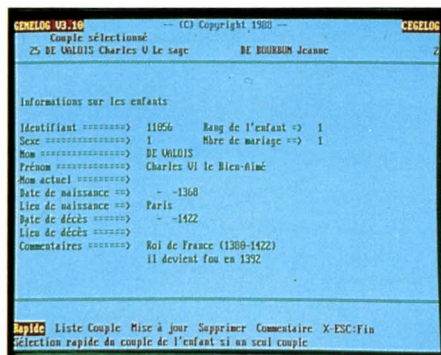 GENELOG V3.10 -- (C) Copyright 1988 -- CEGELOG
Couple sélectionné
25 DE VALOIS Charles V Le sage DE BOURBON Jeanne 2
Informations sur les enfants
Identifiant =======> 11056 Rang de l'enfant => 1
Sexe =======> 1 Nbre de mariage ==> 1
Nom =======> DE VALOIS
Prénom =======> Charles VI le Bien-Aimé
Nom actuel =======>
Date de naissance ==> - -1368
Lieu de naissance ==> Paris
Date de décès ======> - -1422
Lieu de décès ======>
Commentaires =======> Roi de France (1380-1422)
il devient fou en 1392
Rapide Liste Couple Mise à jour Supprimer Commentaire X-ESC:Fin
Sélection rapide du couple de l'enfant si un seul couple